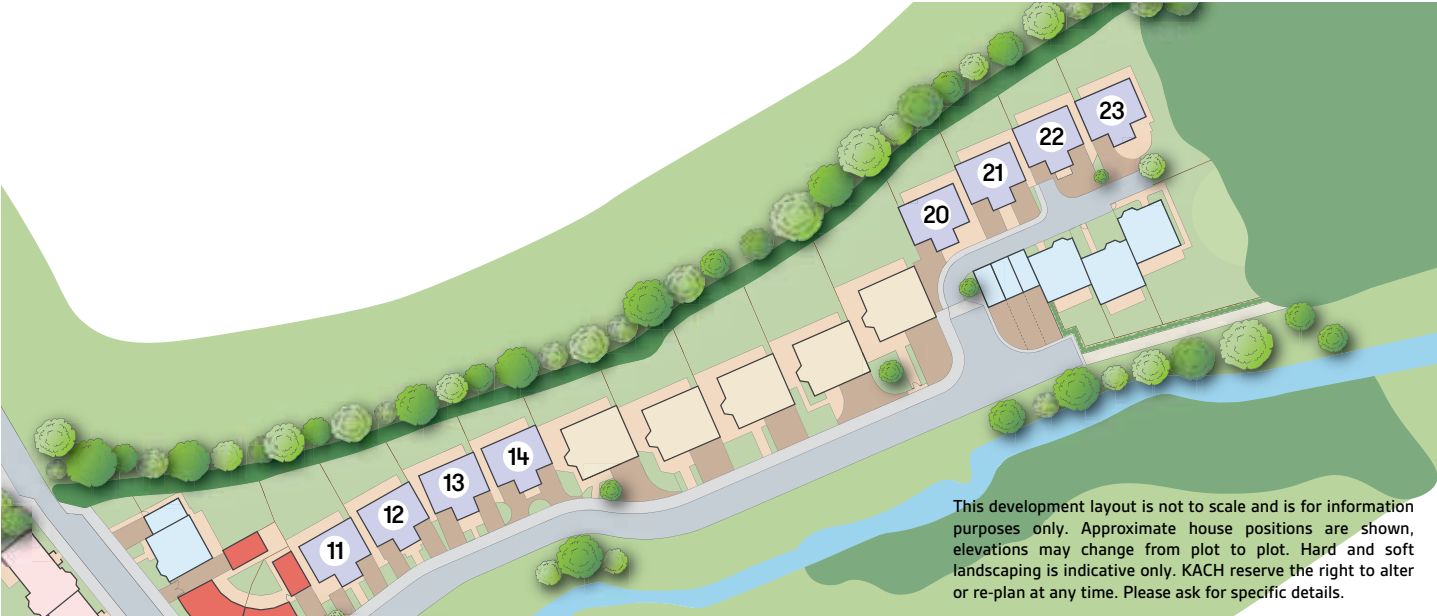 23
22
21
20
14
13
12
11
This development layout is not to scale and is for information
purposes only. Approximate house positions are shown,
elevations may change from plot to plot. Hard and soft
landscaping is indicative only. KACH reserve the right to alter
or re-plan at any time. Please ask for specific details.